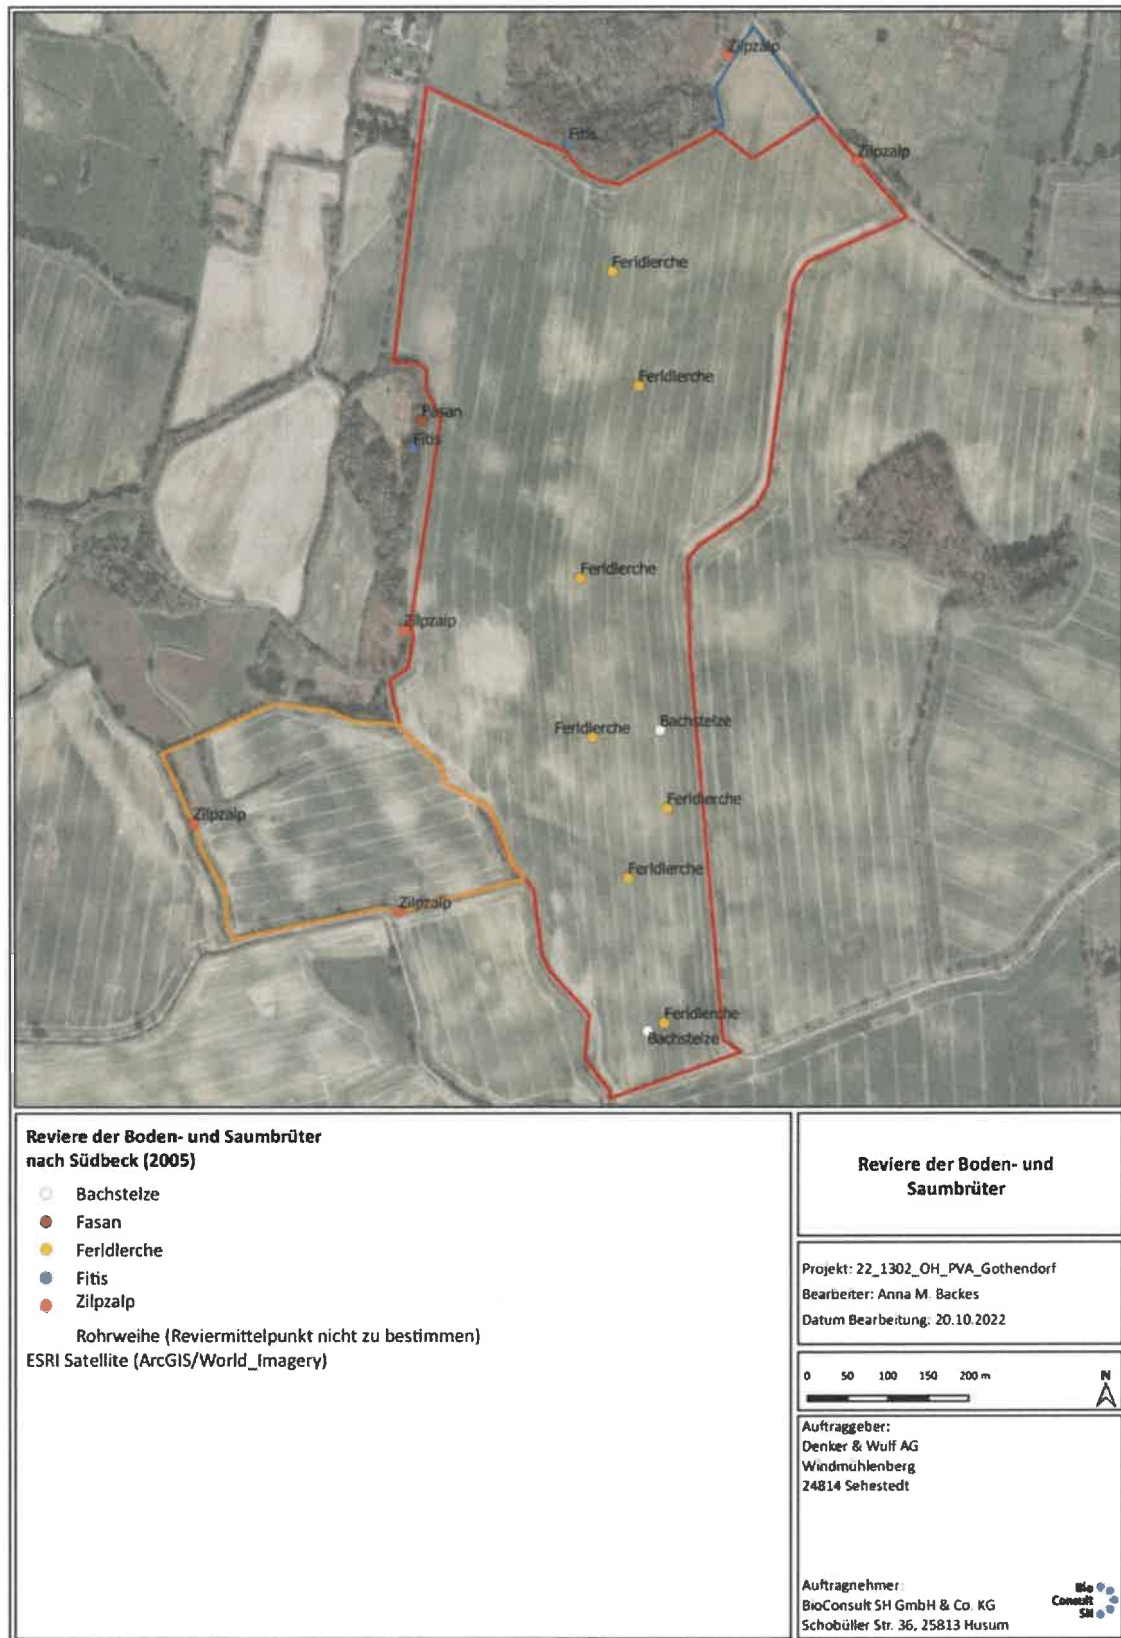 Zilpzalp
Fitis
Zilpzalp
Ferldlerche
Ferldlerche
Fasan
Fitis
Ferldlerche
Zilpzalp
Ferldlerche
Bachstelze
Ferldlerche
Zilpzalp
Ferldlerche
Zilpzalp
Ferldlerche
Bachstelze
Reviere der Boden- und Saumbrüter
nach Südbeck (2005)
Bachstelze
Fasan
Ferldlerche
Fitis
Zilpzalp
Rohrweihe (Reviermittelpunkt nicht zu bestimmen)
ESRI Satellite (ArcGIS/World_Imagery)
Reviere der Boden- und
Saumbrüter
Projekt: 22_1302_OH_PVA_Gothendorf
Bearbeiter: Anna M. Backes
Datum Bearbeitung: 20.10.2022
0 50 100 150 200 m
N
Auftraggeber:
Denker & Wulf AG
Windmühlenberg
24814 Sehestedt
Auftragnehmer:
BioConsult SH GmbH & Co. KG
Schobüller Str. 36, 25813 Husum
Bio
Consult
SH